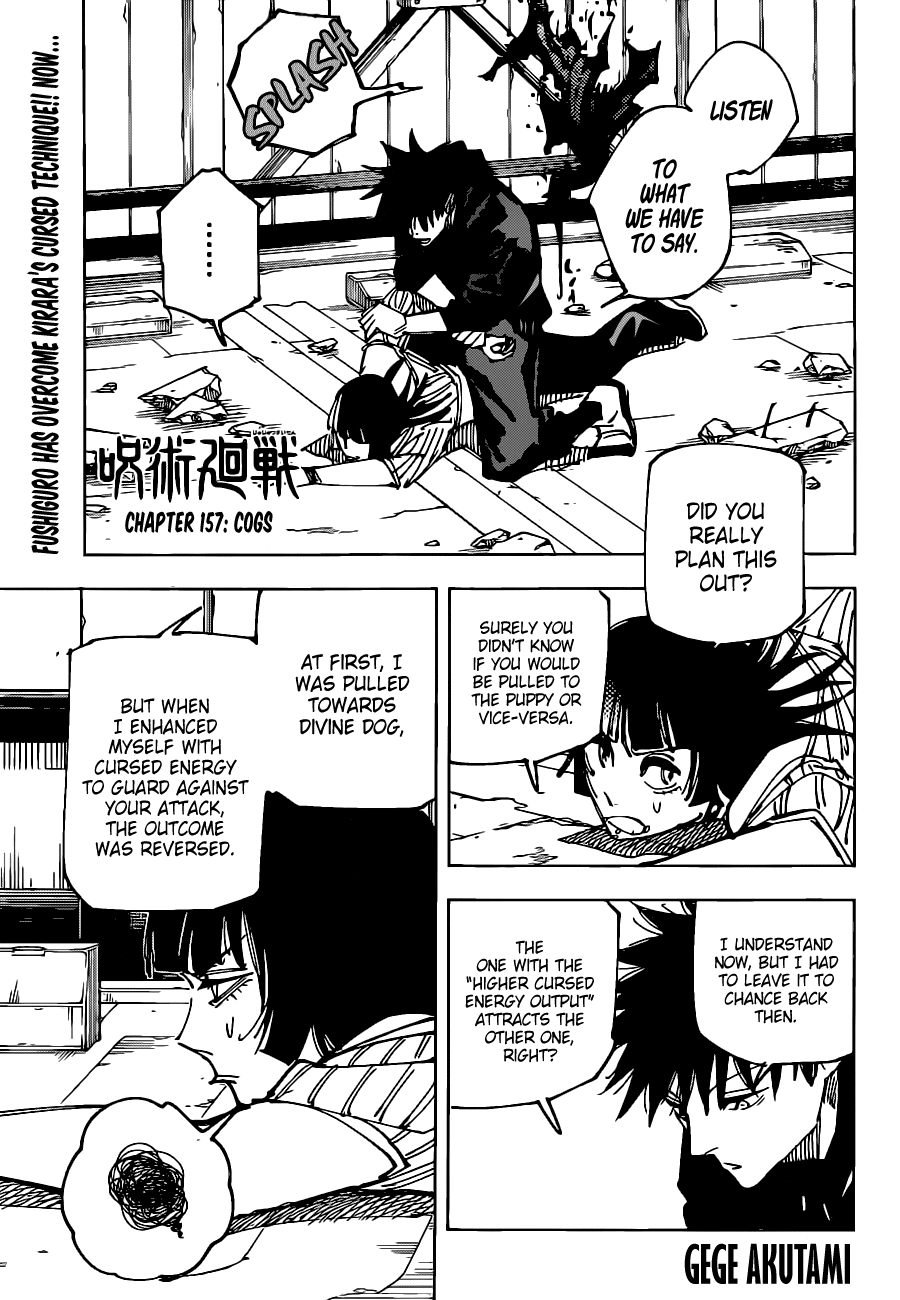 FUSHIGURO HAS OVERCOME KIRARA'S CURSED TECHNIQUE!! NOW...
LISTEN
TO
WHAT
WE HAVE
TO SAY.
SPLASH
......
呪術廻戦
CHAPTER 157: COGS
DID YOU
REALLY
PLAN THIS
OUT?
SURELY YOU
DIDN'T KNOW
IF YOU WOULD
BE PULLED TO
THE PUPPY OR
VICE-VERSA.
I UNDERSTAND
NOW, BUT I HAD
TO LEAVE IT TO
CHANCE BACK
THEN.
THE
ONE WITH THE
"HIGHER CURSED
ENERGY OUTPUT"
ATTRACTS THE
OTHER ONE,
RIGHT?
AT FIRST, I
WAS PULLED
TOWARDS
DIVINE DOG,
BUT WHEN
I ENHANCED
MYSELF WITH
CURSED ENERGY
TO GUARD AGAINST
YOUR ATTACK,
THE OUTCOME
WAS REVERSED.
GEGE AKUTAMI